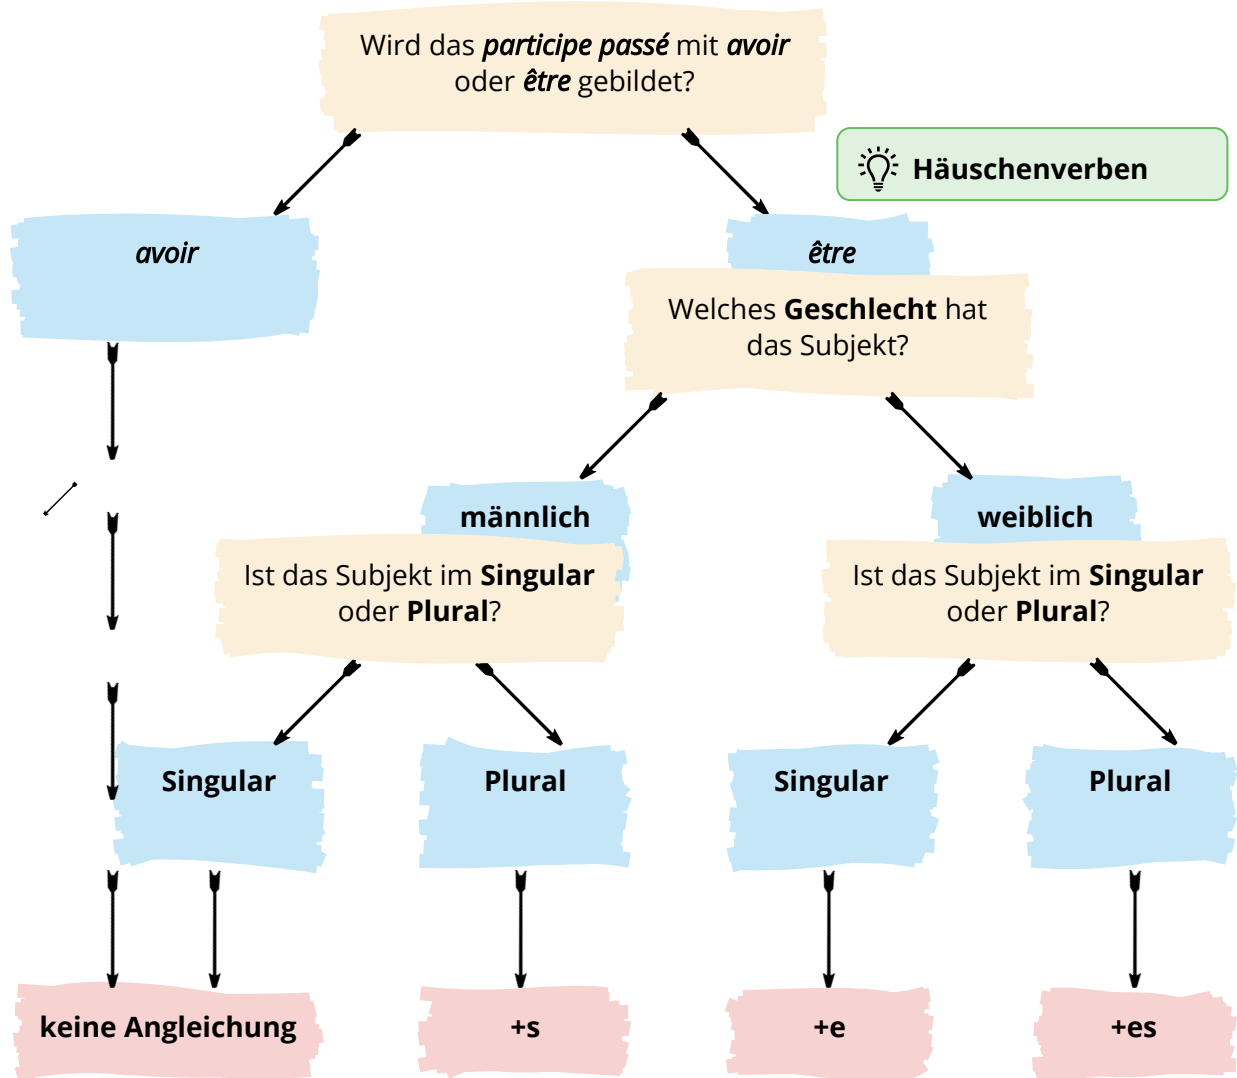 Wird das participe passé mit avoir
oder être gebildet?
Häuschenverben
avoir
être
Welches Geschlecht hat
das Subjekt?
männlich
weiblich
Ist das Subjekt im Singular
oder Plural?
Ist das Subjekt im Singular
oder Plural?
Singular
Plural
Singular
Plural
keine Angleichung
+s
+e
+es